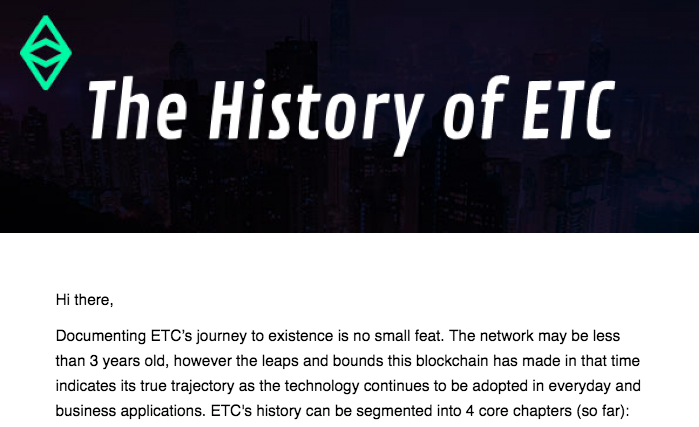 The History of ETC
Hi there,
Documenting ETC’s journey to existence is no small feat. The network may be less
than 3 years old, however the leaps and bounds this blockchain has made in that time
indicates its true trajectory as the technology continues to be adopted in everyday and
business applications. ETC's history can be segmented into 4 core chapters (so far):